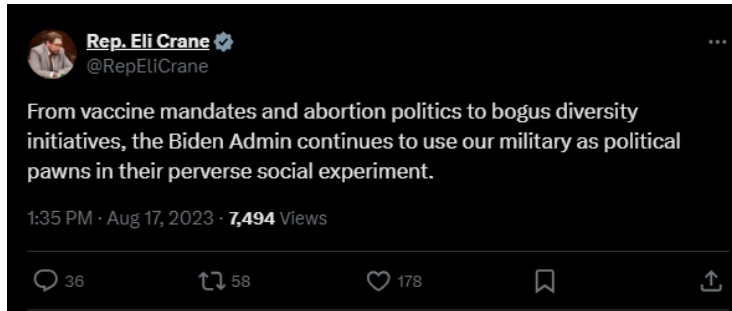 Rep. Eli Crane
@RepEliCrane
From vaccine mandates and abortion politics to bogus diversity
initiatives, the Biden Admin continues to use our military as political
pawns in their perverse social experiment.
1:35 PM · Aug 17, 2023 · 7,494 Views
36 58 178